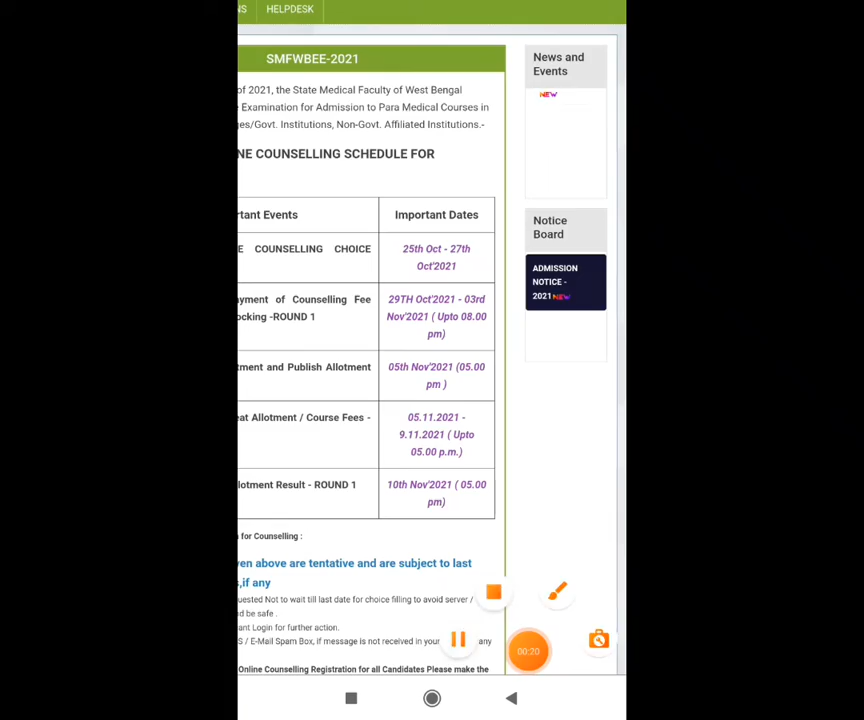 NS HELPDESK
SMFWBEE-2021
of 2021, the State Medical Faculty of West Bengal
Examination for Admission to Para Medical Courses in
ges/Govt. Institutions, Non-Govt. Affiliated Institutions.-
NE COUNSELLING SCHEDULE FOR
rtant Events
Important Dates
E COUNSELLING CHOICE
25th Oct - 27th
Oct'2021
yment of Counselling Fee
ocking -ROUND 1
29TH Oct'2021 - 03rd
Nov'2021 ( Upto 08.00
pm)
tment and Publish Allotment
05th Nov'2021 (05.00
pm )
eat Allotment / Course Fees -
05.11.2021 -
9.11.2021 ( Upto
05.00 p.m.)
lotment Result - ROUND 1
10th Nov'2021 ( 05.00
pm)
for Counselling :
ven above are tentative and are subject to last
s,if any
uested Not to wait till last date for choice filling to avoid server /
nd be safe .
ant Login for further action.
S / E-Mail Spam Box, if message is not received in your any
Online Counselling Registration for all Candidates Please make the
News and
Events
NEW
Notice
Board
ADMISSION
NOTICE -
2021 NEW
00:20